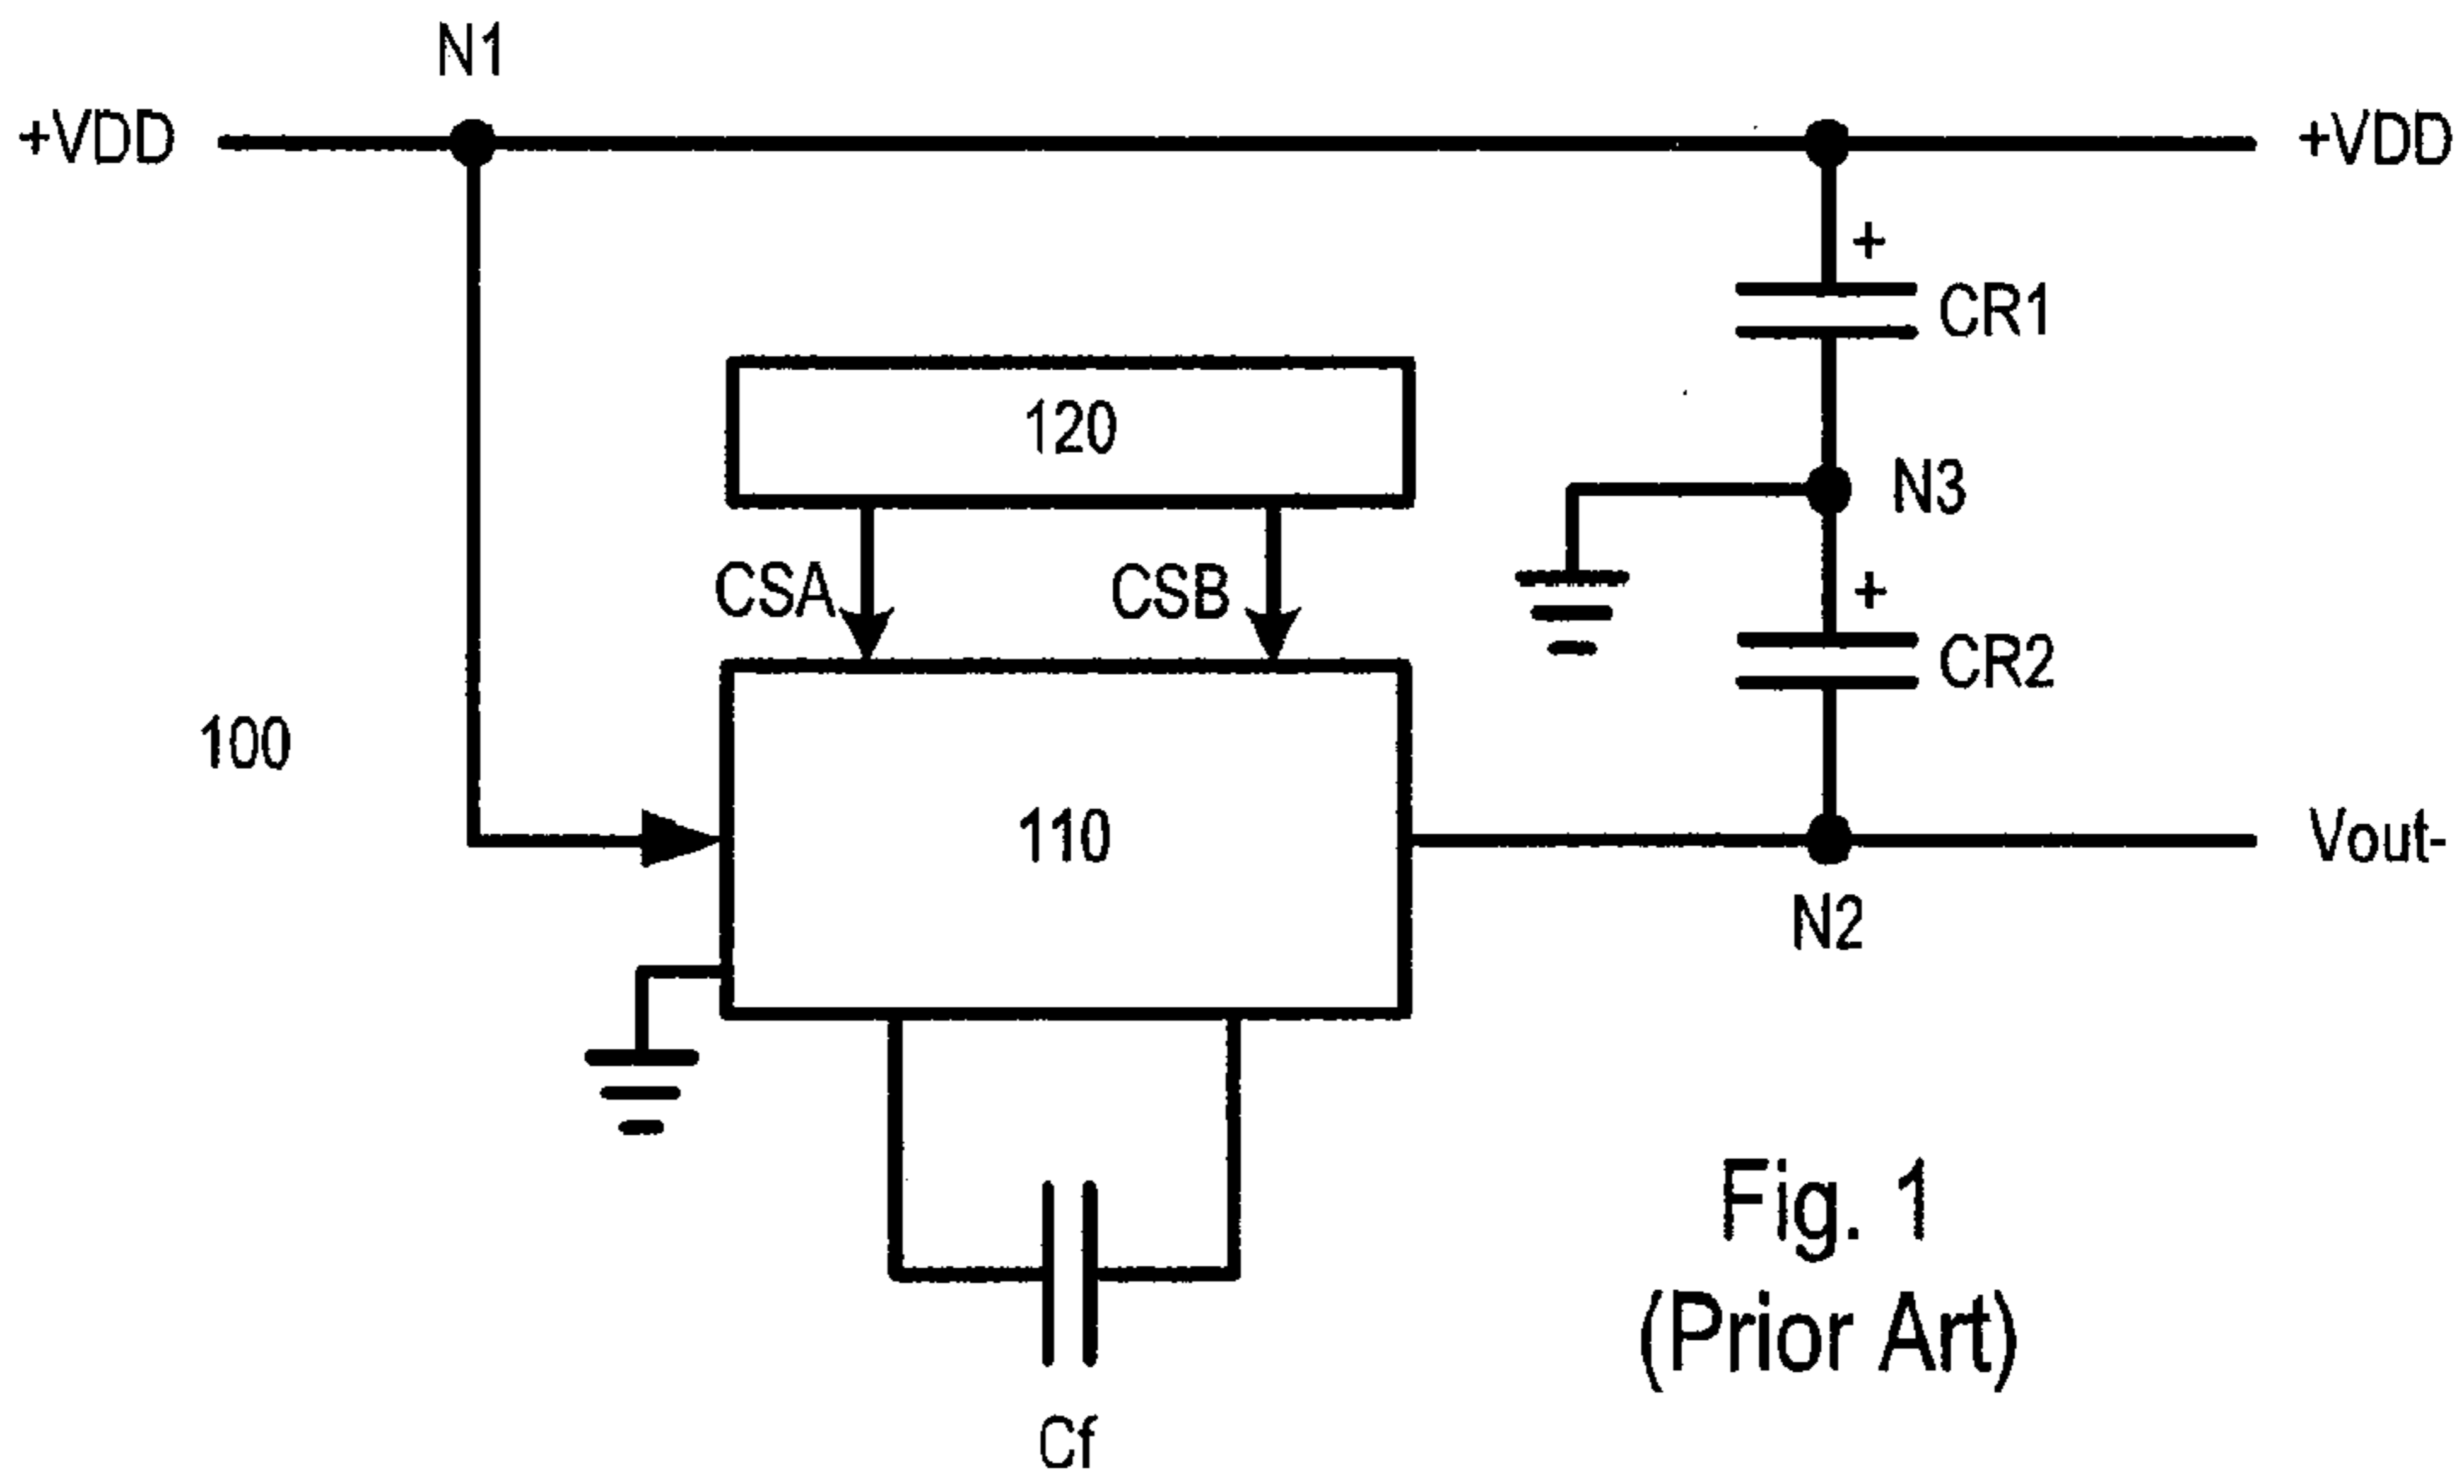 N1
+VDD
+VDD
+
CR1
120
N3
CSA
CSB
+
CR2
100
110
Vout-
N2
Fig. 1
(Prior Art)
Cf